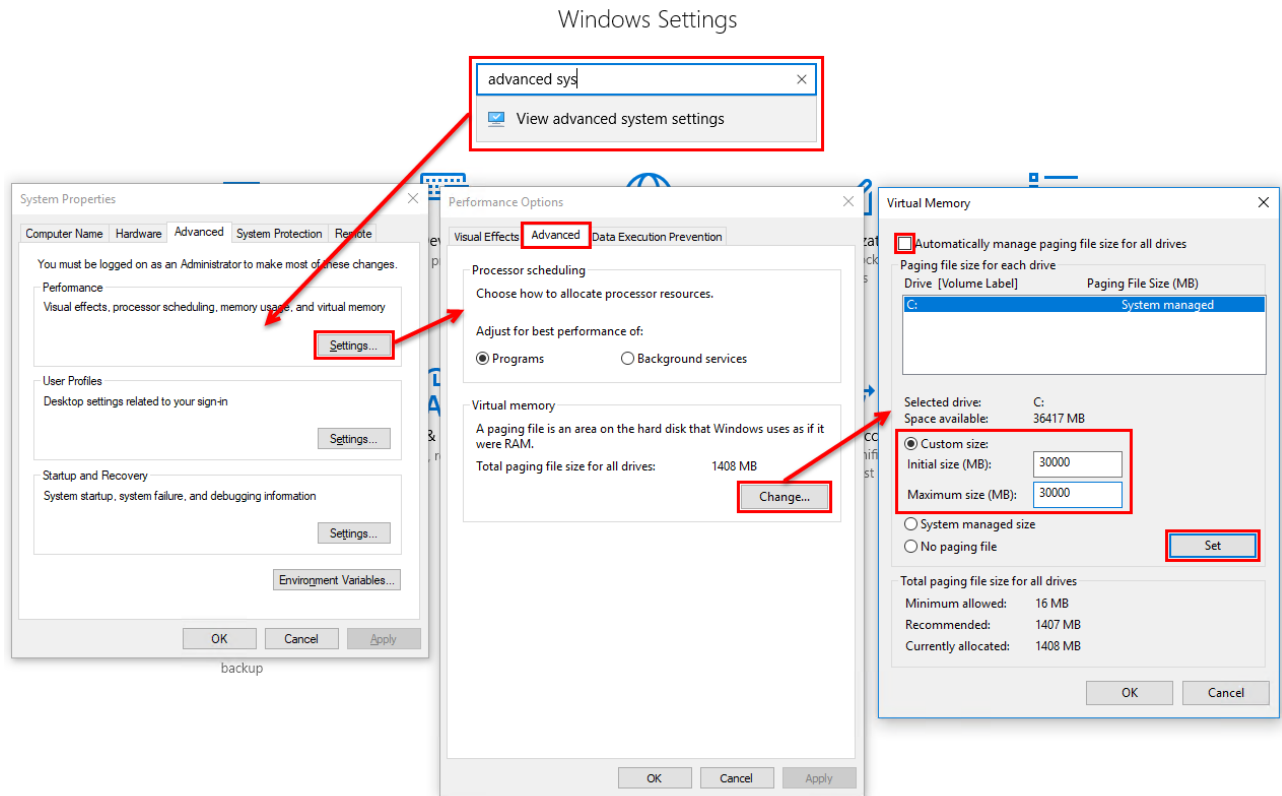 Windows Settings
advanced sys
View advanced system settings
System Properties
Computer Name Hardware Advanced System Protection Remote
You must be logged on as an Administrator to make most of these changes.
Performance
Visual effects, processor scheduling, memory usage, and virtual memory
Settings...
User Profiles
Desktop settings related to your sign-in
Settings...
Startup and Recovery
System startup, system failure, and debugging information
Settings...
Environment Variables...
OK Cancel Apply
backup
Performance Options
Visual Effects Advanced Data Execution Prevention
Processor scheduling
Choose how to allocate processor resources.
Adjust for best performance of:
Programs Background services
Virtual memory
A paging file is an area on the hard disk that Windows uses as if it
were RAM.
Total paging file size for all drives: 1408 MB
Change...
OK Cancel Apply
Virtual Memory
Automatically manage paging file size for all drives
Paging file size for each drive
Drive [Volume Label] Paging File Size (MB)
C: System managed
Selected drive: C:
Space available: 36417 MB
Custom size:
Initial size (MB): 30000
Maximum size (MB): 30000
System managed size
No paging file Set
Total paging file size for all drives
Minimum allowed: 16 MB
Recommended: 1407 MB
Currently allocated: 1408 MB
OK Cancel